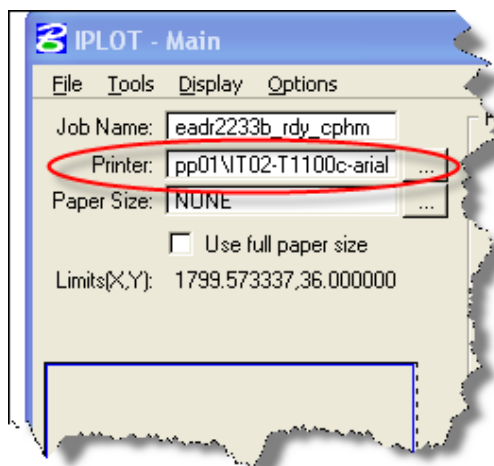 IPLOT - Main
File Tools Display Options
Job Name: eadr2233b_rdy_cphm
Printer: pp01\IT02-T1100c-arial ...
Paper Size: NONE ...
Use full paper size
Limits(X,Y): 1799.573337,36.000000